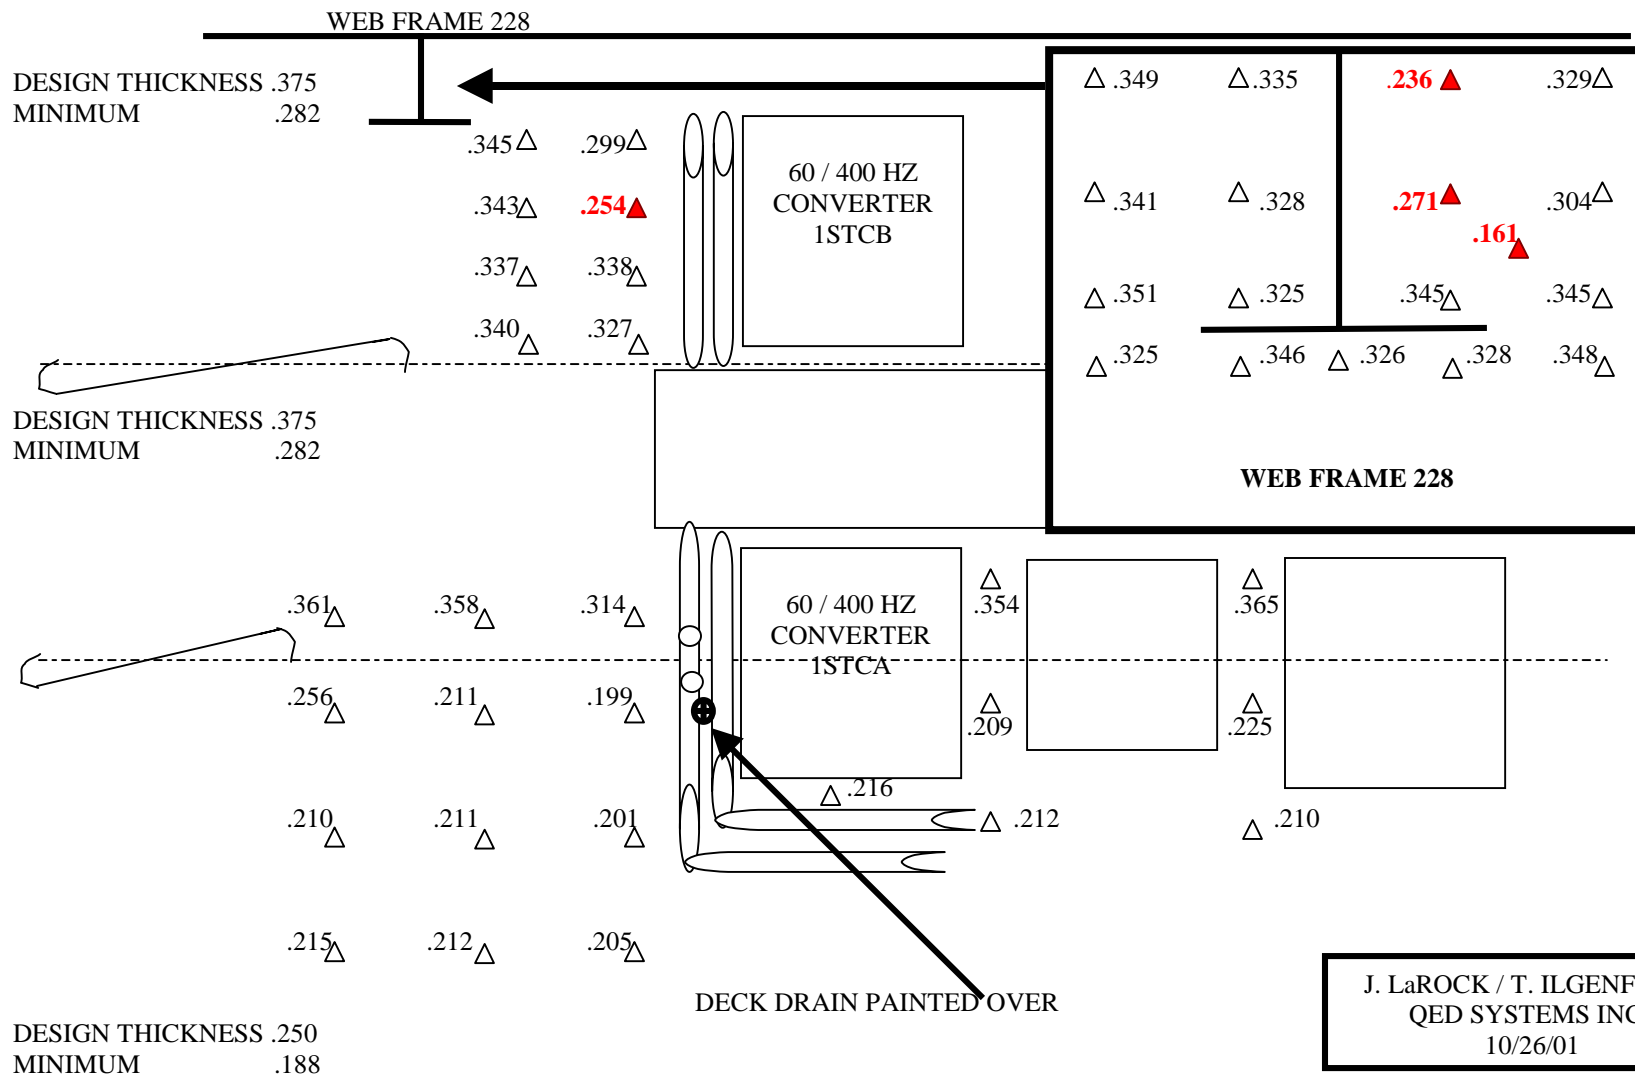 WEB FRAME 228
DESIGN THICKNESS .375
MINIMUM .282
.349 .335 .236 .329
.345 .299
60 / 400 HZ
CONVERTER
1STCB
.343 .254
.341 .328 .271 .304
.161
.337 .338
.351 .325 .345 .345
.340 .327
.325 .346 .326 .328 .348
DESIGN THICKNESS .375
MINIMUM .282
WEB FRAME 228
.361 .358 .314
60 / 400 HZ
CONVERTER
1STCA
.354 .365
.256 .211 .199
.209 .225
.216
.210 .211 .201
.212 .210
.215 .212 .205
DECK DRAIN PAINTED OVER
DESIGN THICKNESS .250
MINIMUM .188
J. LaROCK / T.
QED SYSTEMS INC
10/26/01